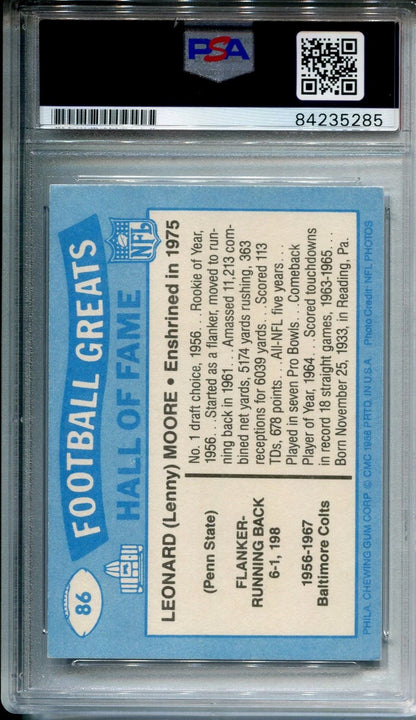 PSA
84235285
86
FOOTBALL GREATS
HALL OF FAME
NFL
LEONARD (Lenny) MOORE • Enshrined in 1975
(Penn State)
FLANKER-
RUNNING BACK
6-1, 198
1956-1967
Baltimore Colts
No. 1 draft choice, 1956... Rookie of Year,
1956... Started as a flanker, moved to run-
ning back in 1961... Amassed 11,213 com-
bined net yards, 5174 yards rushing, 363
receptions for 6039 yards... Scored 113
TDs, 678 points... All-NFL five years...
Played in seven Pro Bowls... Comeback
Player of Year, 1964... Scored touchdowns
in record 18 straight games, 1963-1965...
Born November 25, 1933, in Reading, Pa.
PHILA. CHEWING GUM CORP. © CMC 1988 PRTD. IN U.S.A. Photo Credit: NFL PHOTOS